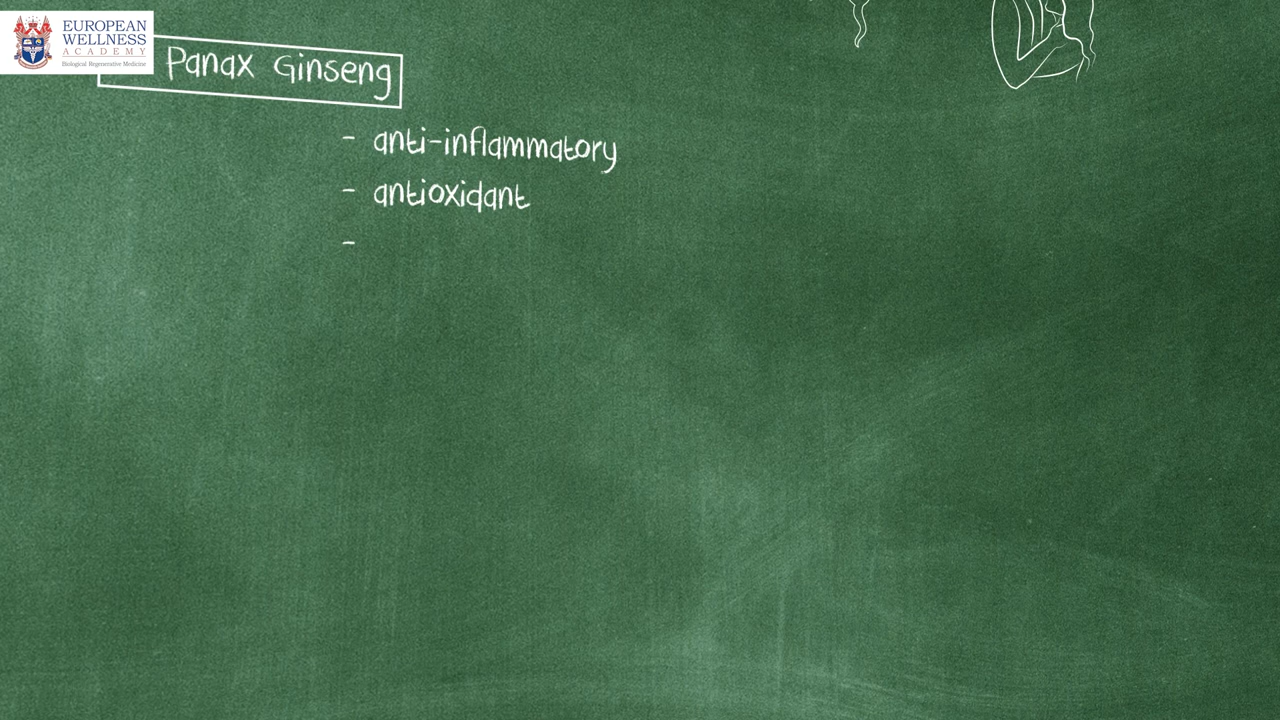 EUROPEAN
WELLNESS
ACADEMY
Biological Regenerative Medicine
Panax Ginseng
- anti-inflammatory
- antioxidant
-